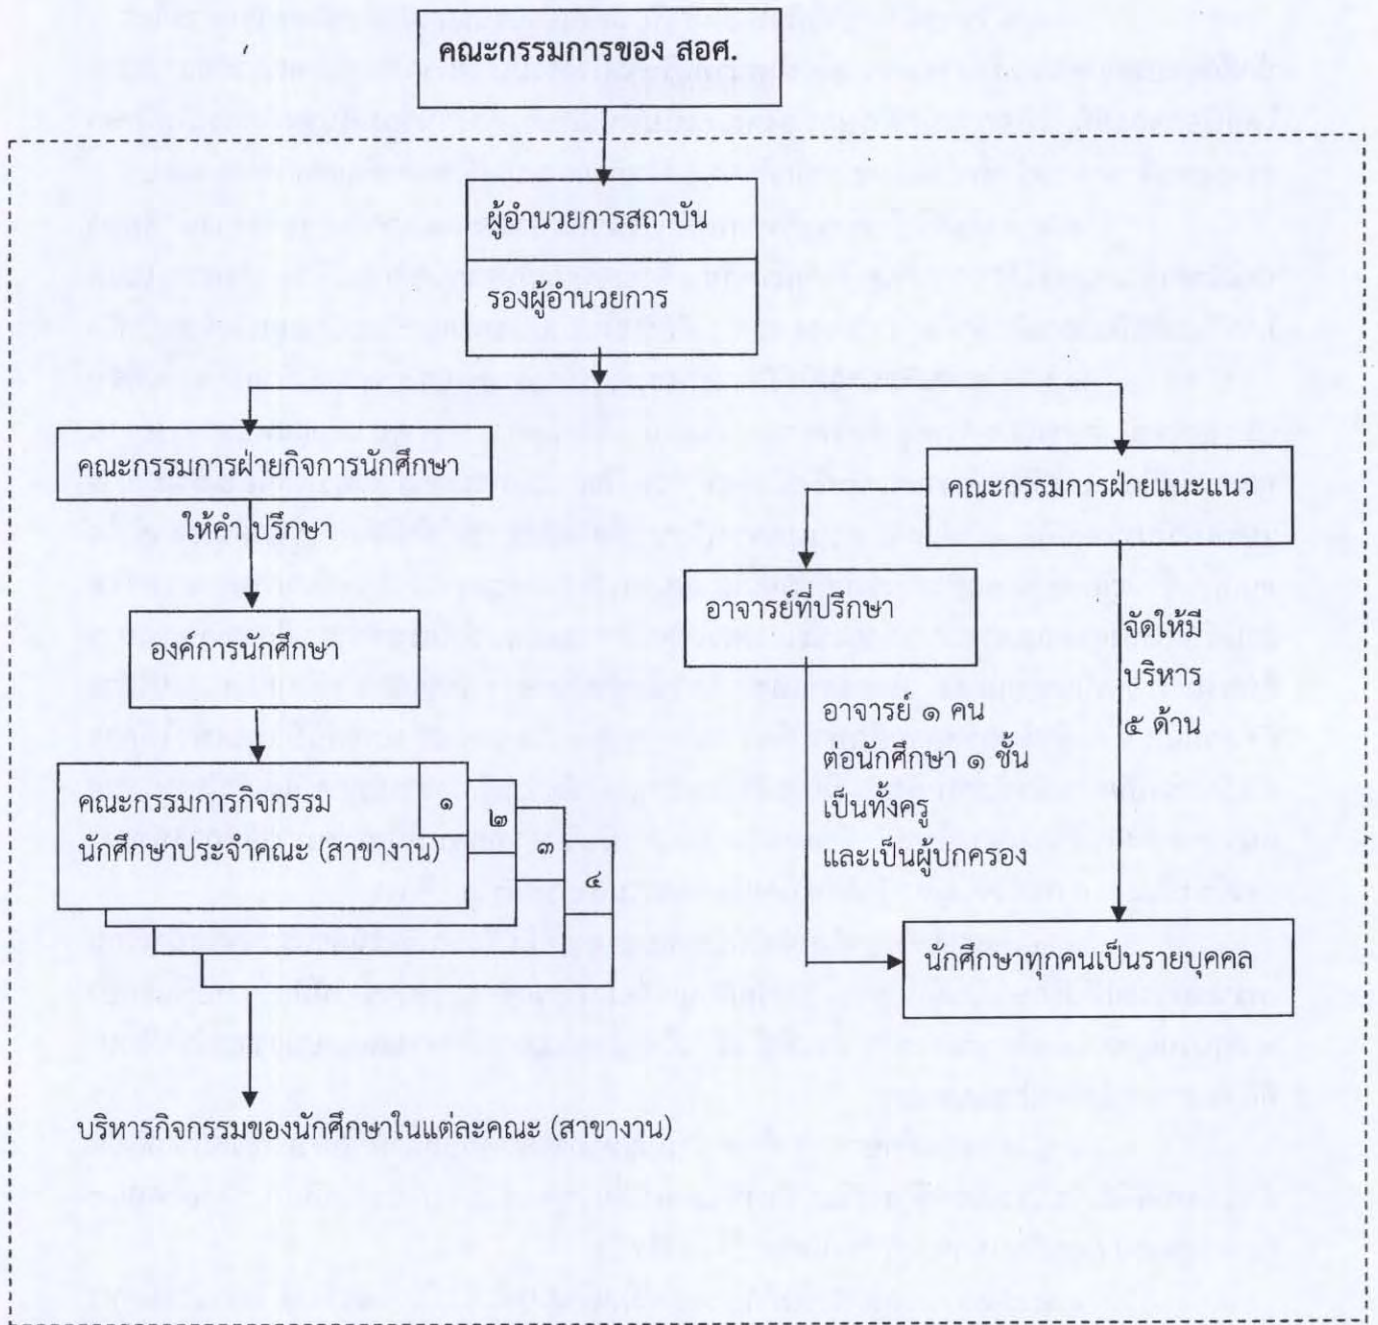 คณะกรรมการของ สอศ.
ผู้อำนวยการสถาบัน
รองผู้อำนวยการ
คณะกรรมการฝ่ายกิจการนักศึกษา
ให้คำ ปรึกษา
องค์การนักศึกษา
คณะกรรมการกิจกรรม
นักศึกษาประจำคณะ (สาขางาน)
๑
๒
๓
๔
บริหารกิจกรรมของนักศึกษาในแต่ละคณะ (สาขางาน)
คณะกรรมการฝ่ายแนะแนว
อาจารย์ที่ปรึกษา
อาจารย์ ๑ คน
ต่อนักศึกษา ๑ ชั้น
เป็นทั้งครู
และเป็นผู้ปกครอง
จัดให้มี
บริหาร
๕ ด้าน
นักศึกษาทุกคนเป็นรายบุคคล